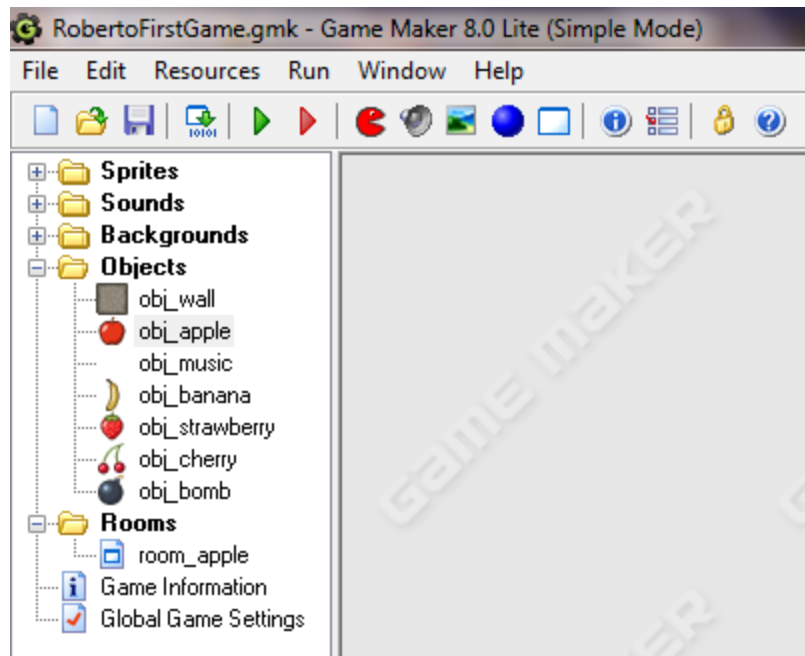 RobertoFirstGame.gmk - Game Maker 8.0 Lite (Simple Mode)
File Edit Resources Run Window Help
Sprites
Sounds
Backgrounds
Objects
obj_wall
obj_apple
obj_music
obj_banana
obj_strawberry
obj_cherry
obj_bomb
Rooms
room_apple
Game Information
Global Game Settings
GAME MAKER